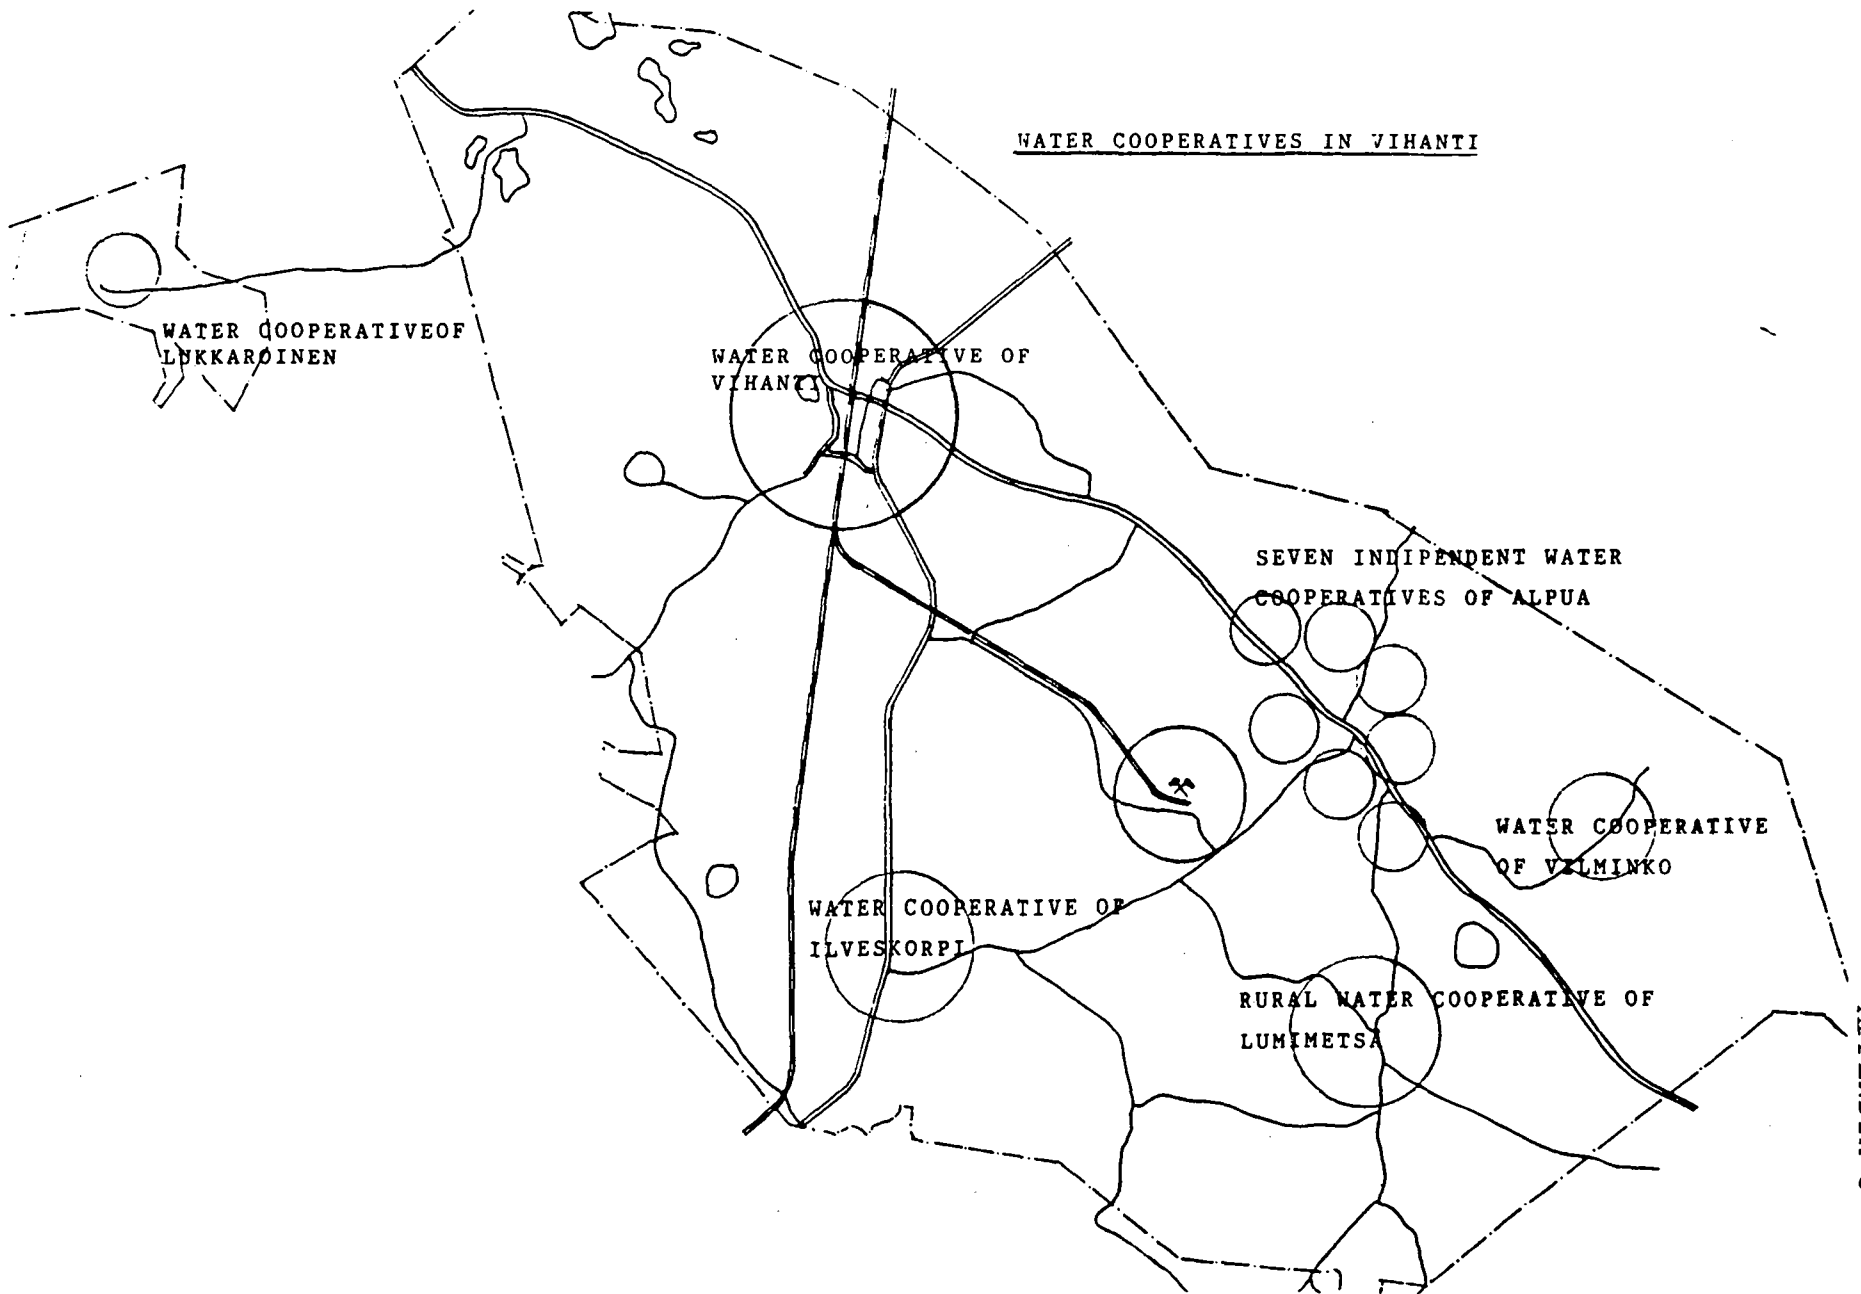 WATER COOPERATIVES IN VIHANTI
WATER COOPERATIVEOF
LUKKAROINEN
WATER COOPERATIVE OF
VIHANTI
SEVEN INDIPENDENT WATER
COOPERATIVES OF ALPUA
WATER COOPERATIVE
OF VILMINKO
WATER COOPERATIVE OF
ILVESKORPI
RURAL WATER COOPERATIVE OF
LUMIMETSÄ